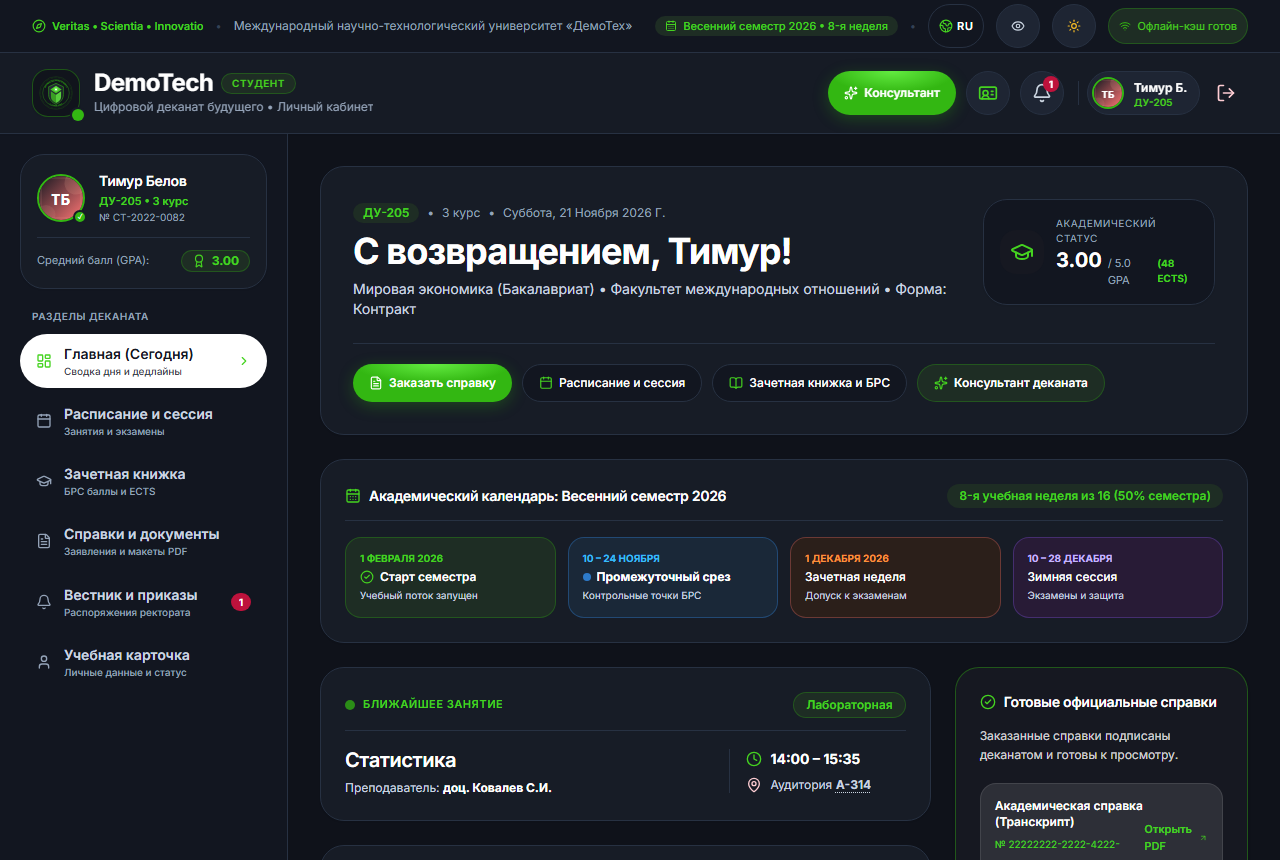 Veritas • Scientia • Innovatio • Международный научно-технологический университет «ДемоТех» Весенний семестр 2026 • 8-я неделя • RU Офлайн-кэш готов
DemoTech СТУДЕНТ
Цифровой деканат будущего • Личный кабинет
Консультант
1
ТБ
Тимур Б.
ДУ-205
ТБ
Тимур Белов
ДУ-205 • 3 курс
№ СТ-2022-0082
Средний балл (GPA): 3.00
РАЗДЕЛЫ ДЕКАНАТА
Главная (Сегодня)
Сводка дня и дедлайны
Расписание и сессия
Занятия и экзамены
Зачетная книжка
БРС баллы и ECTS
Справки и документы
Заявления и макеты PDF
Вестник и приказы
Распоряжения ректората
1
Учебная карточка
Личные данные и статус
ДУ-205 • 3 курс • Суббота, 21 Ноября 2026 Г.
С возвращением, Тимур!
Мировая экономика (Бакалавриат) • Факультет международных отношений • Форма:
Контракт
АКАДЕМИЧЕСКИЙ
СТАТУС
3.00 / 5.0
GPA
(48
ECTS)
Заказать справку
Расписание и сессия
Зачетная книжка и БРС
Консультант деканата
Академический календарь: Весенний семестр 2026
8-я учебная неделя из 16 (50% семестра)
1 ФЕВРАЛЯ 2026
Старт семестра
Учебный поток запущен
10 – 24 НОЯБРЯ
Промежуточный срез
Контрольные точки БРС
1 ДЕКАБРЯ 2026
Зачетная неделя
Допуск к экзаменам
10 – 28 ДЕКАБРЯ
Зимняя сессия
Экзамены и защита
БЛИЖАЙШЕЕ ЗАНЯТИЕ
Лабораторная
Статистика
Преподаватель: доц. Ковалев С.И.
14:00 – 15:35
Аудитория А-314
Готовые официальные справки
Заказанные справки подписаны
деканатом и готовы к просмотру.
Академическая справка
(Транскрипт)
№ 22222222-2222-4222-
Открыть
PDF